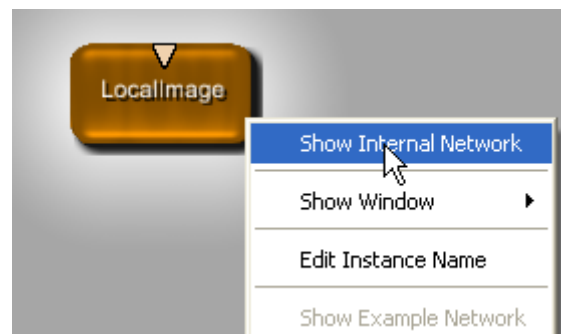 LocalImage
Show Internal Network
Show Window
Edit Instance Name
Show Example Network